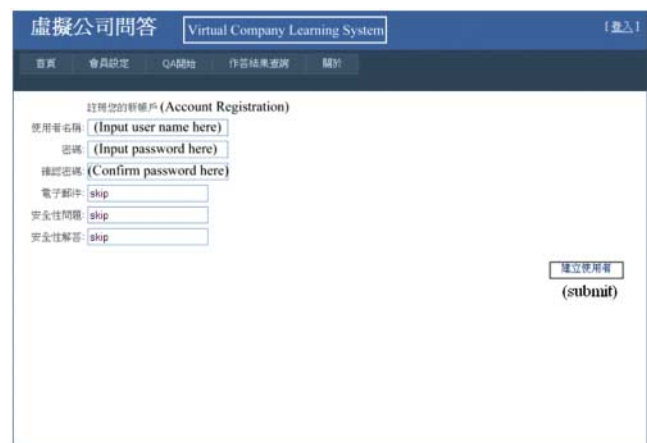 虛擬公司問答 Virtual Company Learning System [登入]
首頁 會員設定 QA開始 作答結果查詢 關於
註冊您的新帳戶 (Account Registration)
使用者名稱: (Input user name here)
密碼: (Input password here)
確認密碼: (Confirm password here)
電子郵件: skip
安全性問題: skip
安全性解答: skip
建立使用者
(submit)